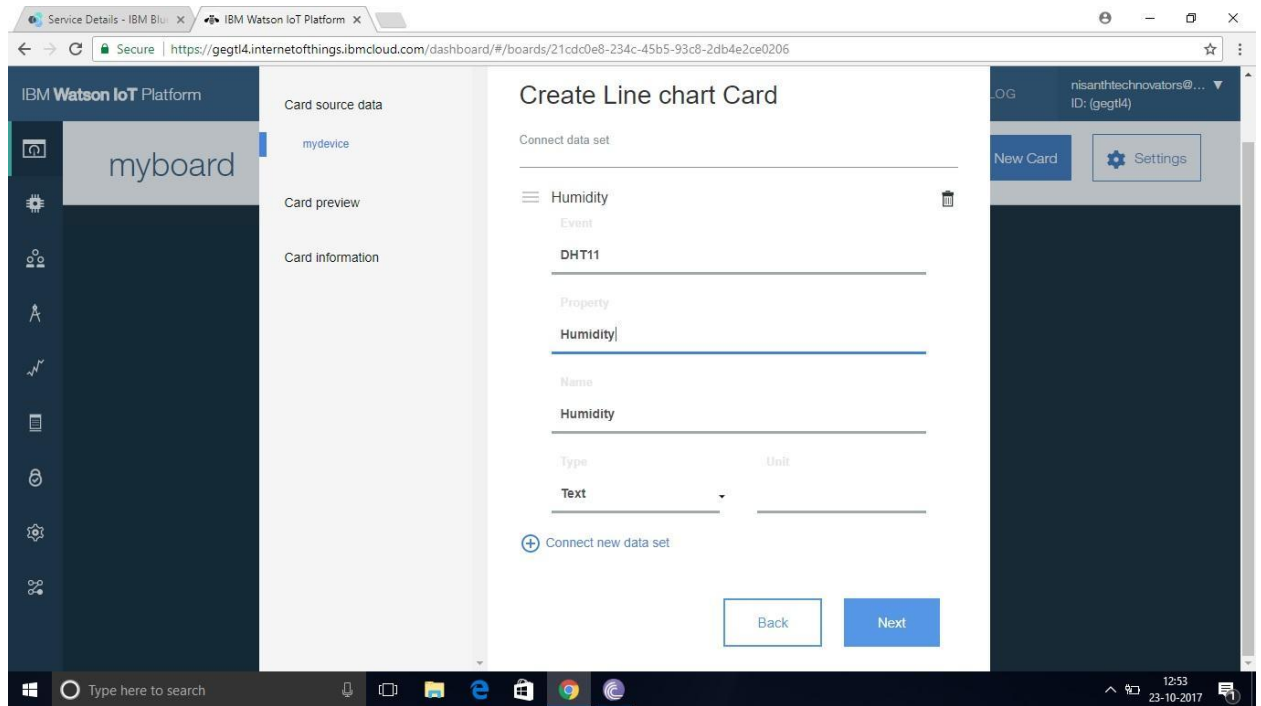 Service Details - IBM Blu
IBM Watson IoT Platform
Secure | https://gegtl4.internetofthings.ibmcloud.com/dashboard/#/boards/21cdc0e8-234c-45b5-93c8-2db4e2ce0206
IBM Watson IoT Platform
LOG
nisanthtechnovators@...
ID: (gegtl4)
myboard
New Card
Settings
Card source data
mydevice
Card preview
Card information
Create Line chart Card
Connect data set
Humidity
Event
DHT11
Property
Humidity
Name
Humidity
Type Unit
Text
Connect new data set
Back Next
Type here to search
12:53
23-10-2017
1